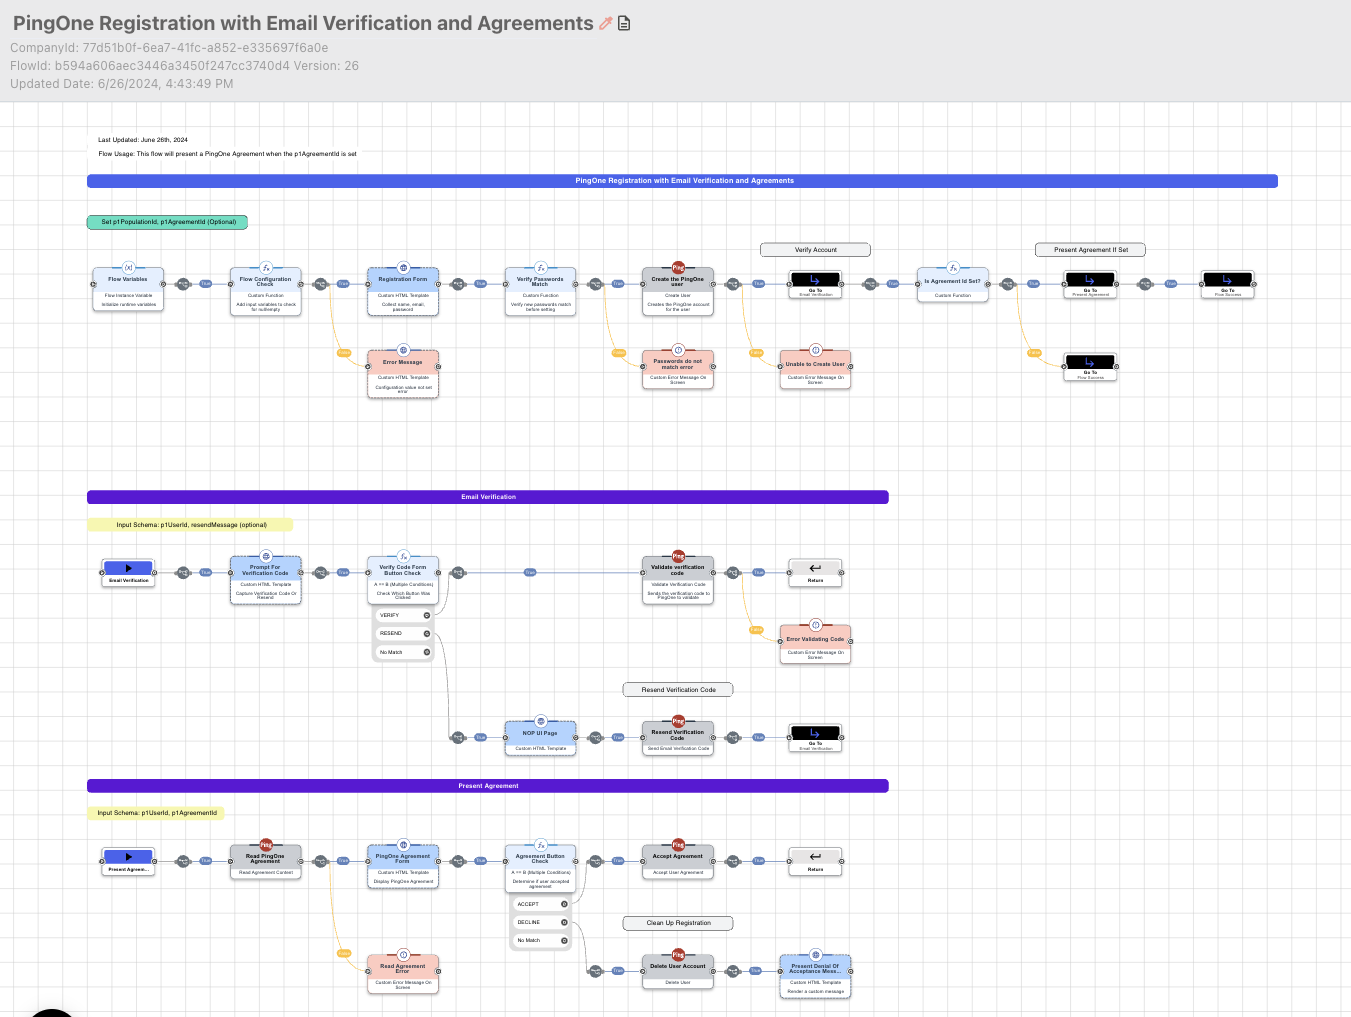 PingOne Registration with Email Verification and Agreements
CompanyId: 77d51b0f-6ea7-41fc-a852-e335697f6a0e
FlowId: b594a606aec3446a3450f247cc3740d4 Version: 26
Updated Date: 6/26/2024, 4:43:49 PM
Last Updated: June 26th, 2024
Flow Usage: This flow will present a PingOne Agreement when the p1AgreementId is set
PingOne Registration with Email Verification and Agreements
Set p1PopulationId, p1AgreementId (Optional)
Verify Account
Present Agreement If Set
Flow Variables
Flow Instance Variable
Initialize runtime variables
True
Flow Configuration
Check
Custom Function
Add input variables to check
for null/empty
True
Registration Form
Custom HTML Template
Collect name, email,
password
True
Verify Passwords
Match
Custom Function
Verify new passwords match
before setting
True
Ping
Create the PingOne
user
Create User
Creates the PingOne account
for the user
True
Go To
Email Verification
True
Is Agreement Id Set?
Custom Function
True
Go To
Present Agreement
True
Go To
Flow Success
False
Error Message
Custom HTML Template
Configuration value not set
error
False
Passwords do not
match error
Custom Error Message On
Screen
False
Unable to Create User
Custom Error Message On
Screen
False
Go To
Flow Success
Email Verification
Input Schema: p1UserId, resendMessage (optional)
Email Verification
True
Prompt For
Verification Code
Custom HTML Template
Capture Verification Code Or
Resend
True
Verify Code Form
Button Check
A == B (Multiple Conditions)
Check Which Button Was
Clicked
VERIFY
RESEND
No Match
True
Ping
Validate verification
code
Validate Verification Code
Sends the verification code to
PingOne to validate
True
Return
False
Error Validating Code
Custom Error Message On
Screen
Resend Verification Code
True
NOP UI Page
Custom HTML Template
True
Ping
Resend Verification
Code
Send Email Verification Code
True
Go To
Email Verification
Present Agreement
Input Schema: p1UserId, p1AgreementId
Present Agreem...
True
Ping
Read PingOne
Agreement
Read Agreement Content
True
PingOne Agreement
Form
Custom HTML Template
Display PingOne Agreement
True
Agreement Button
Check
A == B (Multiple Conditions)
Determine if user accepted
agreement
ACCEPT
DECLINE
No Match
True
Ping
Accept Agreement
Accept User Agreement
True
Return
Clean Up Registration
False
Read Agreement
Error
Custom Error Message On
Screen
True
Ping
Delete User Account
Delete User
True
Present Denial Of
Acceptance Mess...
Custom HTML Template
Render a custom message